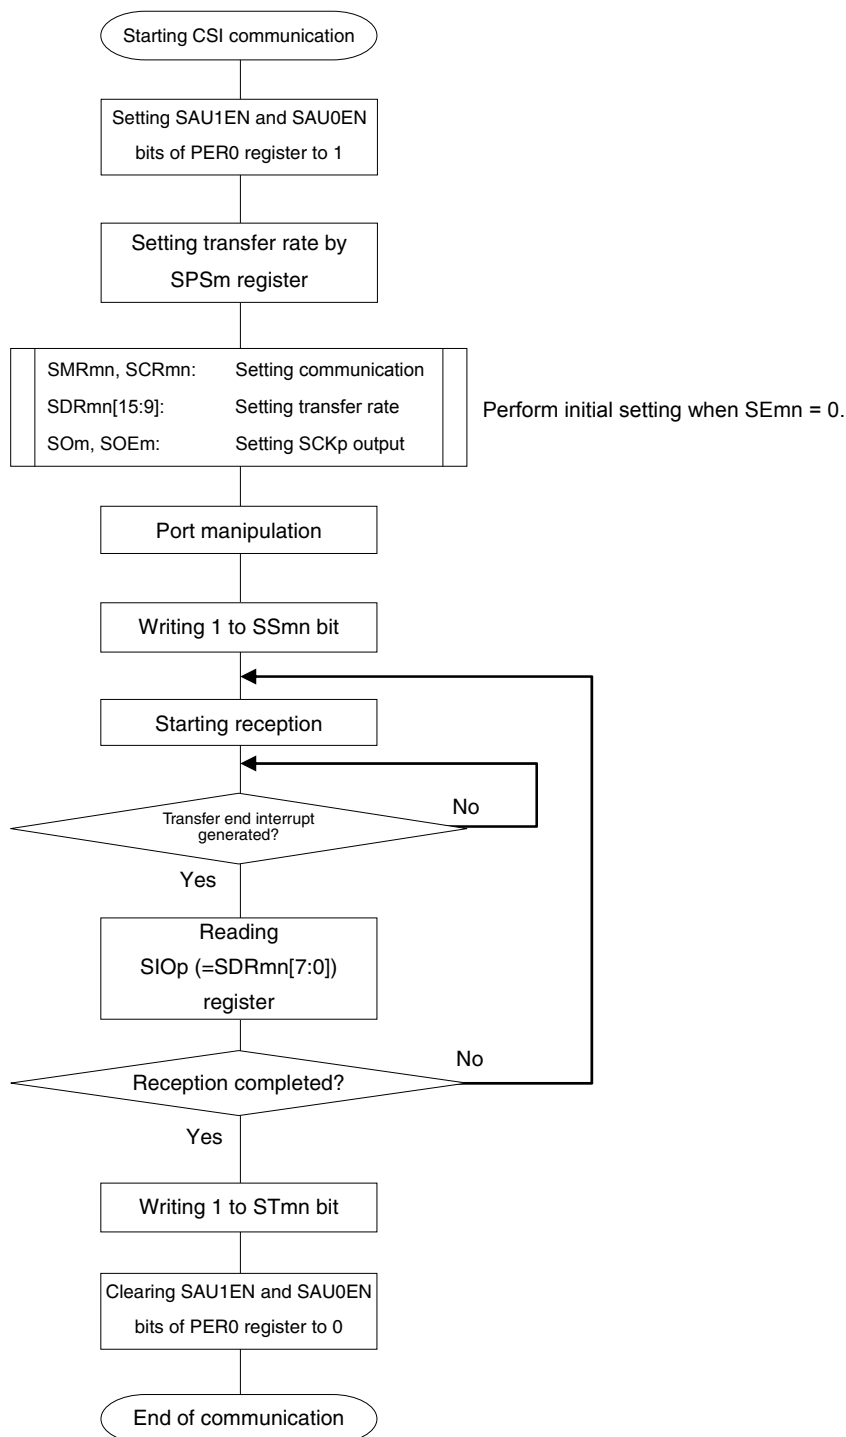 Starting CSI communication
Setting SAU1EN and SAU0EN
bits of PER0 register to 1
Setting transfer rate by
SPSm register
SMRmn, SCRmn: Setting communication
SDRmn[15:9]: Setting transfer rate
SOm, SOEm: Setting SCKp output
Perform initial setting when SEmn = 0.
Port manipulation
Writing 1 to SSmn bit
Starting reception
Transfer end interrupt
generated?
No
Yes
Reading
SIOp (=SDRmn[7:0])
register
Reception completed?
No
Yes
Writing 1 to STmn bit
Clearing SAU1EN and SAU0EN
bits of PER0 register to 0
End of communication